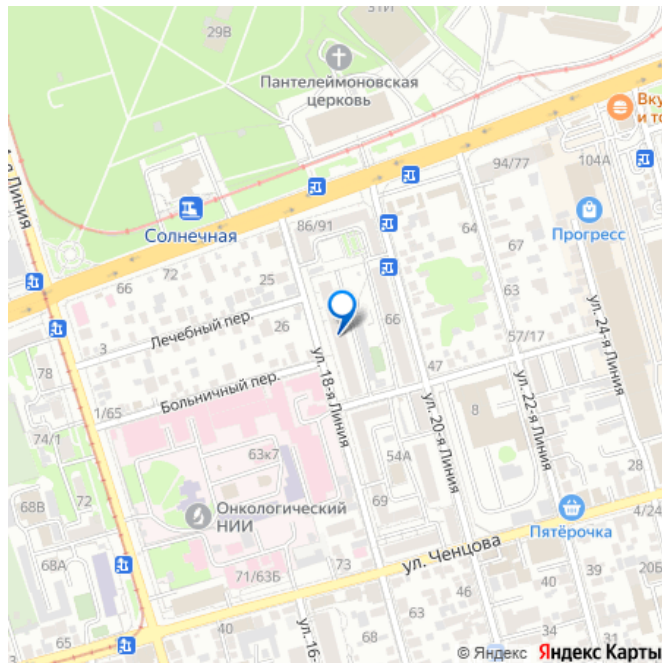 31И
29В
Пантелеймоновская
церковь
Вку
и то
94/77
104А
-я Линия
Солнечная
86/91
64
Прогресс
67
72
66
25
63
Лечебный пер.
26
66
57/17
3
78
Больничный пер.
47
ул. 18-я Линия
ул. 20-я Линия
ул. 22-я Линия
ул. 24-я Линия
1/65
8
74/1
63к7
54А
28
68В
72
Онкологический
НИИ
69
Пятёрочка
4/24
ул. Ченцова
68А
71/63Б
73
40
39
31
20Б
65
63
40
ул. 16-
46
© Яндекс Яндекс Карты